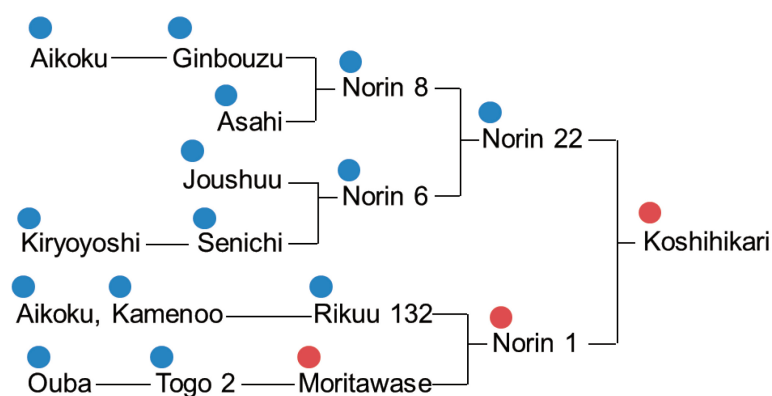 Aikoku
Ginbouzu
Norin 8
Asahi
Norin 22
Joushuu
Norin 6
Kiryoyoshi
Senichi
Koshihikari
Aikoku, Kamenoo
Rikuu 132
Norin 1
Ouba
Togo 2
Moritawase